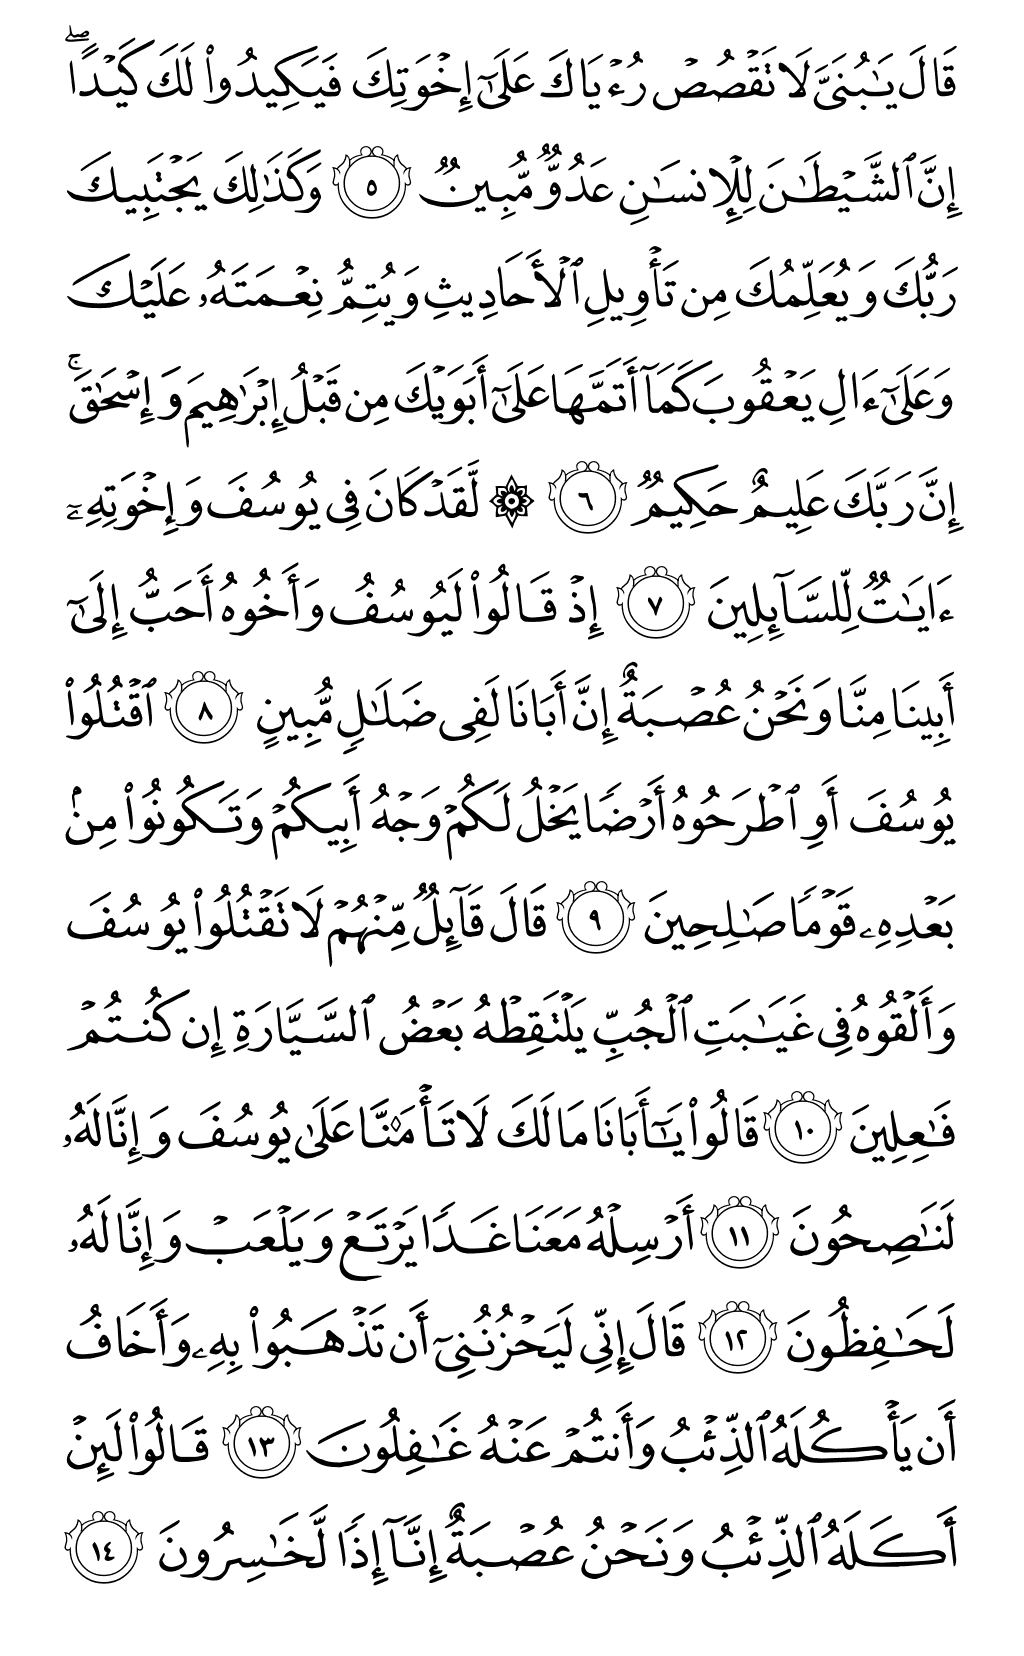 قَالَ يَٰبُنَيَّ لَا تَقۡصُصۡ رُءۡيَاكَ عَلَىٰٓ إِخۡوَتِكَ فَيَكِيدُواْ لَكَ كَيۡدًاۖ
إِنَّ ٱلشَّيۡطَٰنَ لِلۡإِنسَٰنِ عَدُوّٞ مُّبِينٞ ٥ وَكَذَٰلِكَ يَجۡتَبِيكَ
رَبُّكَ وَيُعَلِّمُكَ مِن تَأۡوِيلِ ٱلۡأَحَادِيثِ وَيُتِمُّ نِعۡمَتَهُۥ عَلَيۡكَ
وَعَلَىٰٓ ءَالِ يَعۡقُوبَ كَمَآ أَتَمَّهَا عَلَىٰٓ أَبَوَيۡكَ مِن قَبۡلُ إِبۡرَٰهِيمَ وَإِسۡحَٰقَۚ
إِنَّ رَبَّكَ عَلِيمٌ حَكِيمٞ ٦ ۞ لَّقَدۡ كَانَ فِي يُوسُفَ وَإِخۡوَتِهِۦٓ
ءَايَٰتٞ لِّلسَّآئِلِينَ ٧ إِذۡ قَالُواْ لَيُوسُفُ وَأَخُوهُ أَحَبُّ إِلَىٰٓ
أَبِينَا مِنَّا وَنَحۡنُ عُصۡبَةٌ إِنَّ أَبَانَا لَفِي ضَلَٰلٖ مُّبِينٍ ٨ ٱقۡتُلُواْ
يُوسُفَ أَوِ ٱطۡرَحُوهُ أَرۡضٗا يَخۡلُ لَكُمۡ وَجۡهُ أَبِيكُمۡ وَتَكُونُواْ مِنۢ
بَعۡدِهِۦ قَوۡمٗا صَٰلِحِينَ ٩ قَالَ قَآئِلٞ مِّنۡهُمۡ لَا تَقۡتُلُواْ يُوسُفَ
وَأَلۡقُوهُ فِي غَيَٰبَتِ ٱلۡجُبِّ يَلۡتَقِطۡهُ بَعۡضُ ٱلسَّيَّارَةِ إِن كُنتُمۡ
فَٰعِلِينَ ١٠ قَالُواْ يَٰٓأَبَانَا مَا لَكَ لَا تَأۡمَ۬نَّا عَلَىٰ يُوسُفَ وَإِنَّا لَهُۥ
لَنَٰصِحُونَ ١١ أَرۡسِلۡهُ مَعَنَا غَدٗا يَرۡتَعۡ وَيَلۡعَبۡ وَإِنَّا لَهُۥ
لَحَٰفِظُونَ ١٢ قَالَ إِنِّي لَيَحۡزُنُنِيٓ أَن تَذۡهَبُواْ بِهِۦ وَأَخَافُ
أَن يَأۡكُلَهُ ٱلذِّئۡبُ وَأَنتُمۡ عَنۡهُ غَٰفِلُونَ ١٣ قَالُواْ لَئِنۡ
أَكَلَهُ ٱلذِّئۡبُ وَنَحۡنُ عُصۡبَةٌ إِنَّآ إِذٗا لَّخَٰسِرُونَ ١٤